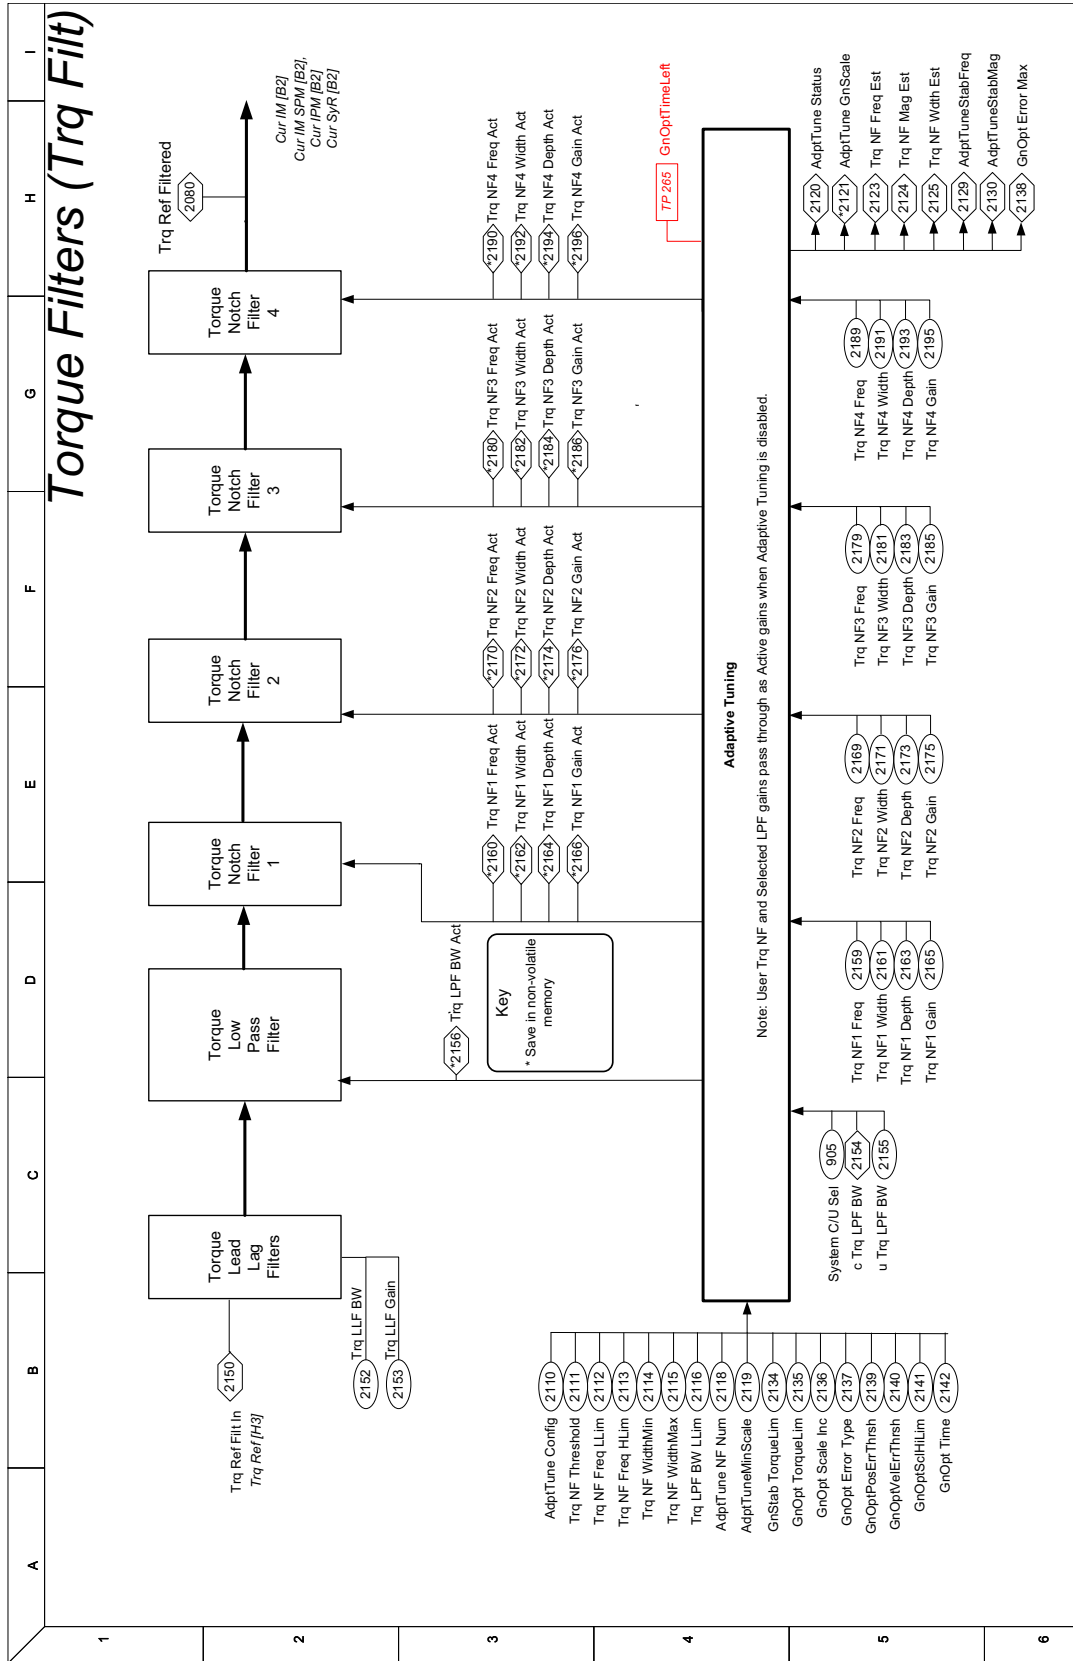 Torque Filters (Trq Filt)
A
B
C
D
E
F
G
H
I
1
2
3
4
5
6
Trq Ref Filt In
Trq Ref [H3]
2150
Torque
Lead
Lag
Filters
2152
Trq LLF BW
2153
Trq LLF Gain
Torque
Low
Pass
Filter
Torque
Notch
Filter
1
Torque
Notch
Filter
2
Torque
Notch
Filter
3
Torque
Notch
Filter
4
Trq Ref Filtered
2080
Cur IM [B2]
Cur IM SPM [B2],
Cur IPM [B2]
Cur SyR [B2]
*2156
Trq LPF BW Act
Key
* Save in non-volatile
memory
*2160 Trq NF1 Freq Act
*2162 Trq NF1 Width Act
*2164 Trq NF1 Depth Act
*2166 Trq NF1 Gain Act
*2170 Trq NF2 Freq Act
*2172 Trq NF2 Width Act
*2174 Trq NF2 Depth Act
*2176 Trq NF2 Gain Act
*2180 Trq NF3 Freq Act
*2182 Trq NF3 Width Act
*2184 Trq NF3 Depth Act
*2186 Trq NF3 Gain Act
*2190 Trq NF4 Freq Act
*2192 Trq NF4 Width Act
*2194 Trq NF4 Depth Act
*2196 Trq NF4 Gain Act
TP 265 GnOptTimeLeft
Adaptive Tuning
Note: User Trq NF and Selected LPF gains pass through as Active gains when Adaptive Tuning is disabled.
AdptTune Config 2110
Trq NF Threshold 2111
Trq NF Freq LLim 2112
Trq NF Freq HLim 2113
Trq NF WidthMin 2114
Trq NF WidthMax 2115
Trq LPF BW LLim 2116
AdptTune NF Num 2118
AdptTuneMinScale 2119
GnStab TorqueLim 2134
GnOpt TorqueLim 2135
GnOpt Scale Inc 2136
GnOpt Error Type 2137
GnOptPosErrThrsh 2139
GnOptVelErrThrsh 2140
GnOptSclHiLim 2141
GnOpt Time 2142
System C/U Sel 905
c Trq LPF BW 2154
u Trq LPF BW 2155
Trq NF1 Freq 2159
Trq NF1 Width 2161
Trq NF1 Depth 2163
Trq NF1 Gain 2165
Trq NF2 Freq 2169
Trq NF2 Width 2171
Trq NF2 Depth 2173
Trq NF2 Gain 2175
Trq NF3 Freq 2179
Trq NF3 Width 2181
Trq NF3 Depth 2183
Trq NF3 Gain 2185
Trq NF4 Freq 2189
Trq NF4 Width 2191
Trq NF4 Depth 2193
Trq NF4 Gain 2195
2120 AdptTune Status
*2121 AdptTune GnScale
2123 Trq NF Freq Est
2124 Trq NF Mag Est
2125 Trq NF Wdth Est
2129 AdptTuneStabFreq
2130 AdptTuneStabMag
2138 GnOpt Error Max